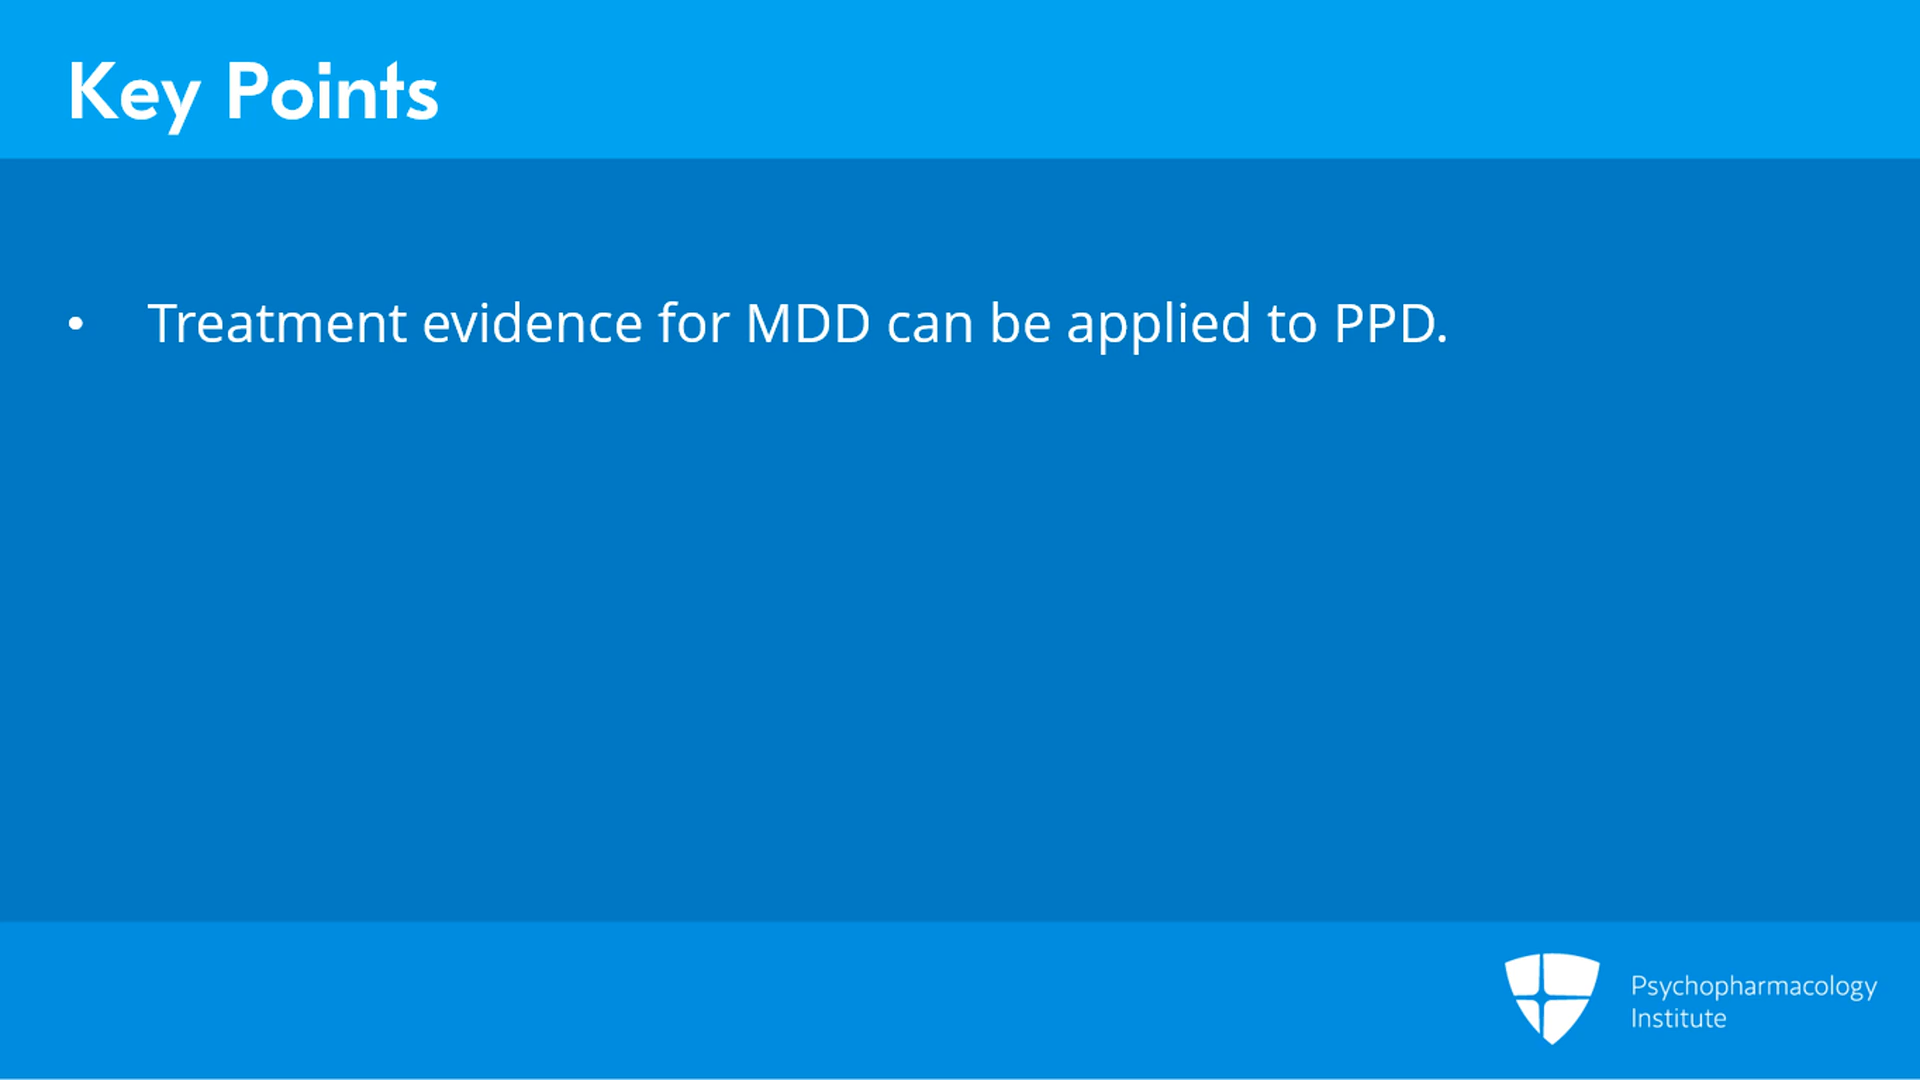 Key Points
• Treatment evidence for MDD can be applied to PPD.
Psychopharmacology
Institute